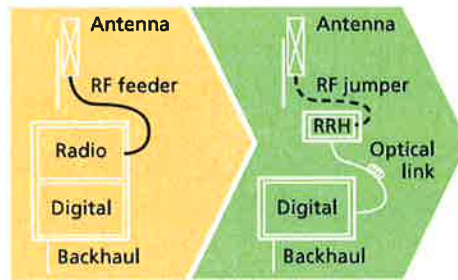 Antenna
RF feeder
Radio
Digital
Backhaul
Antenna
RF jumper
RRH
Optical
link
Digital
Backhaul